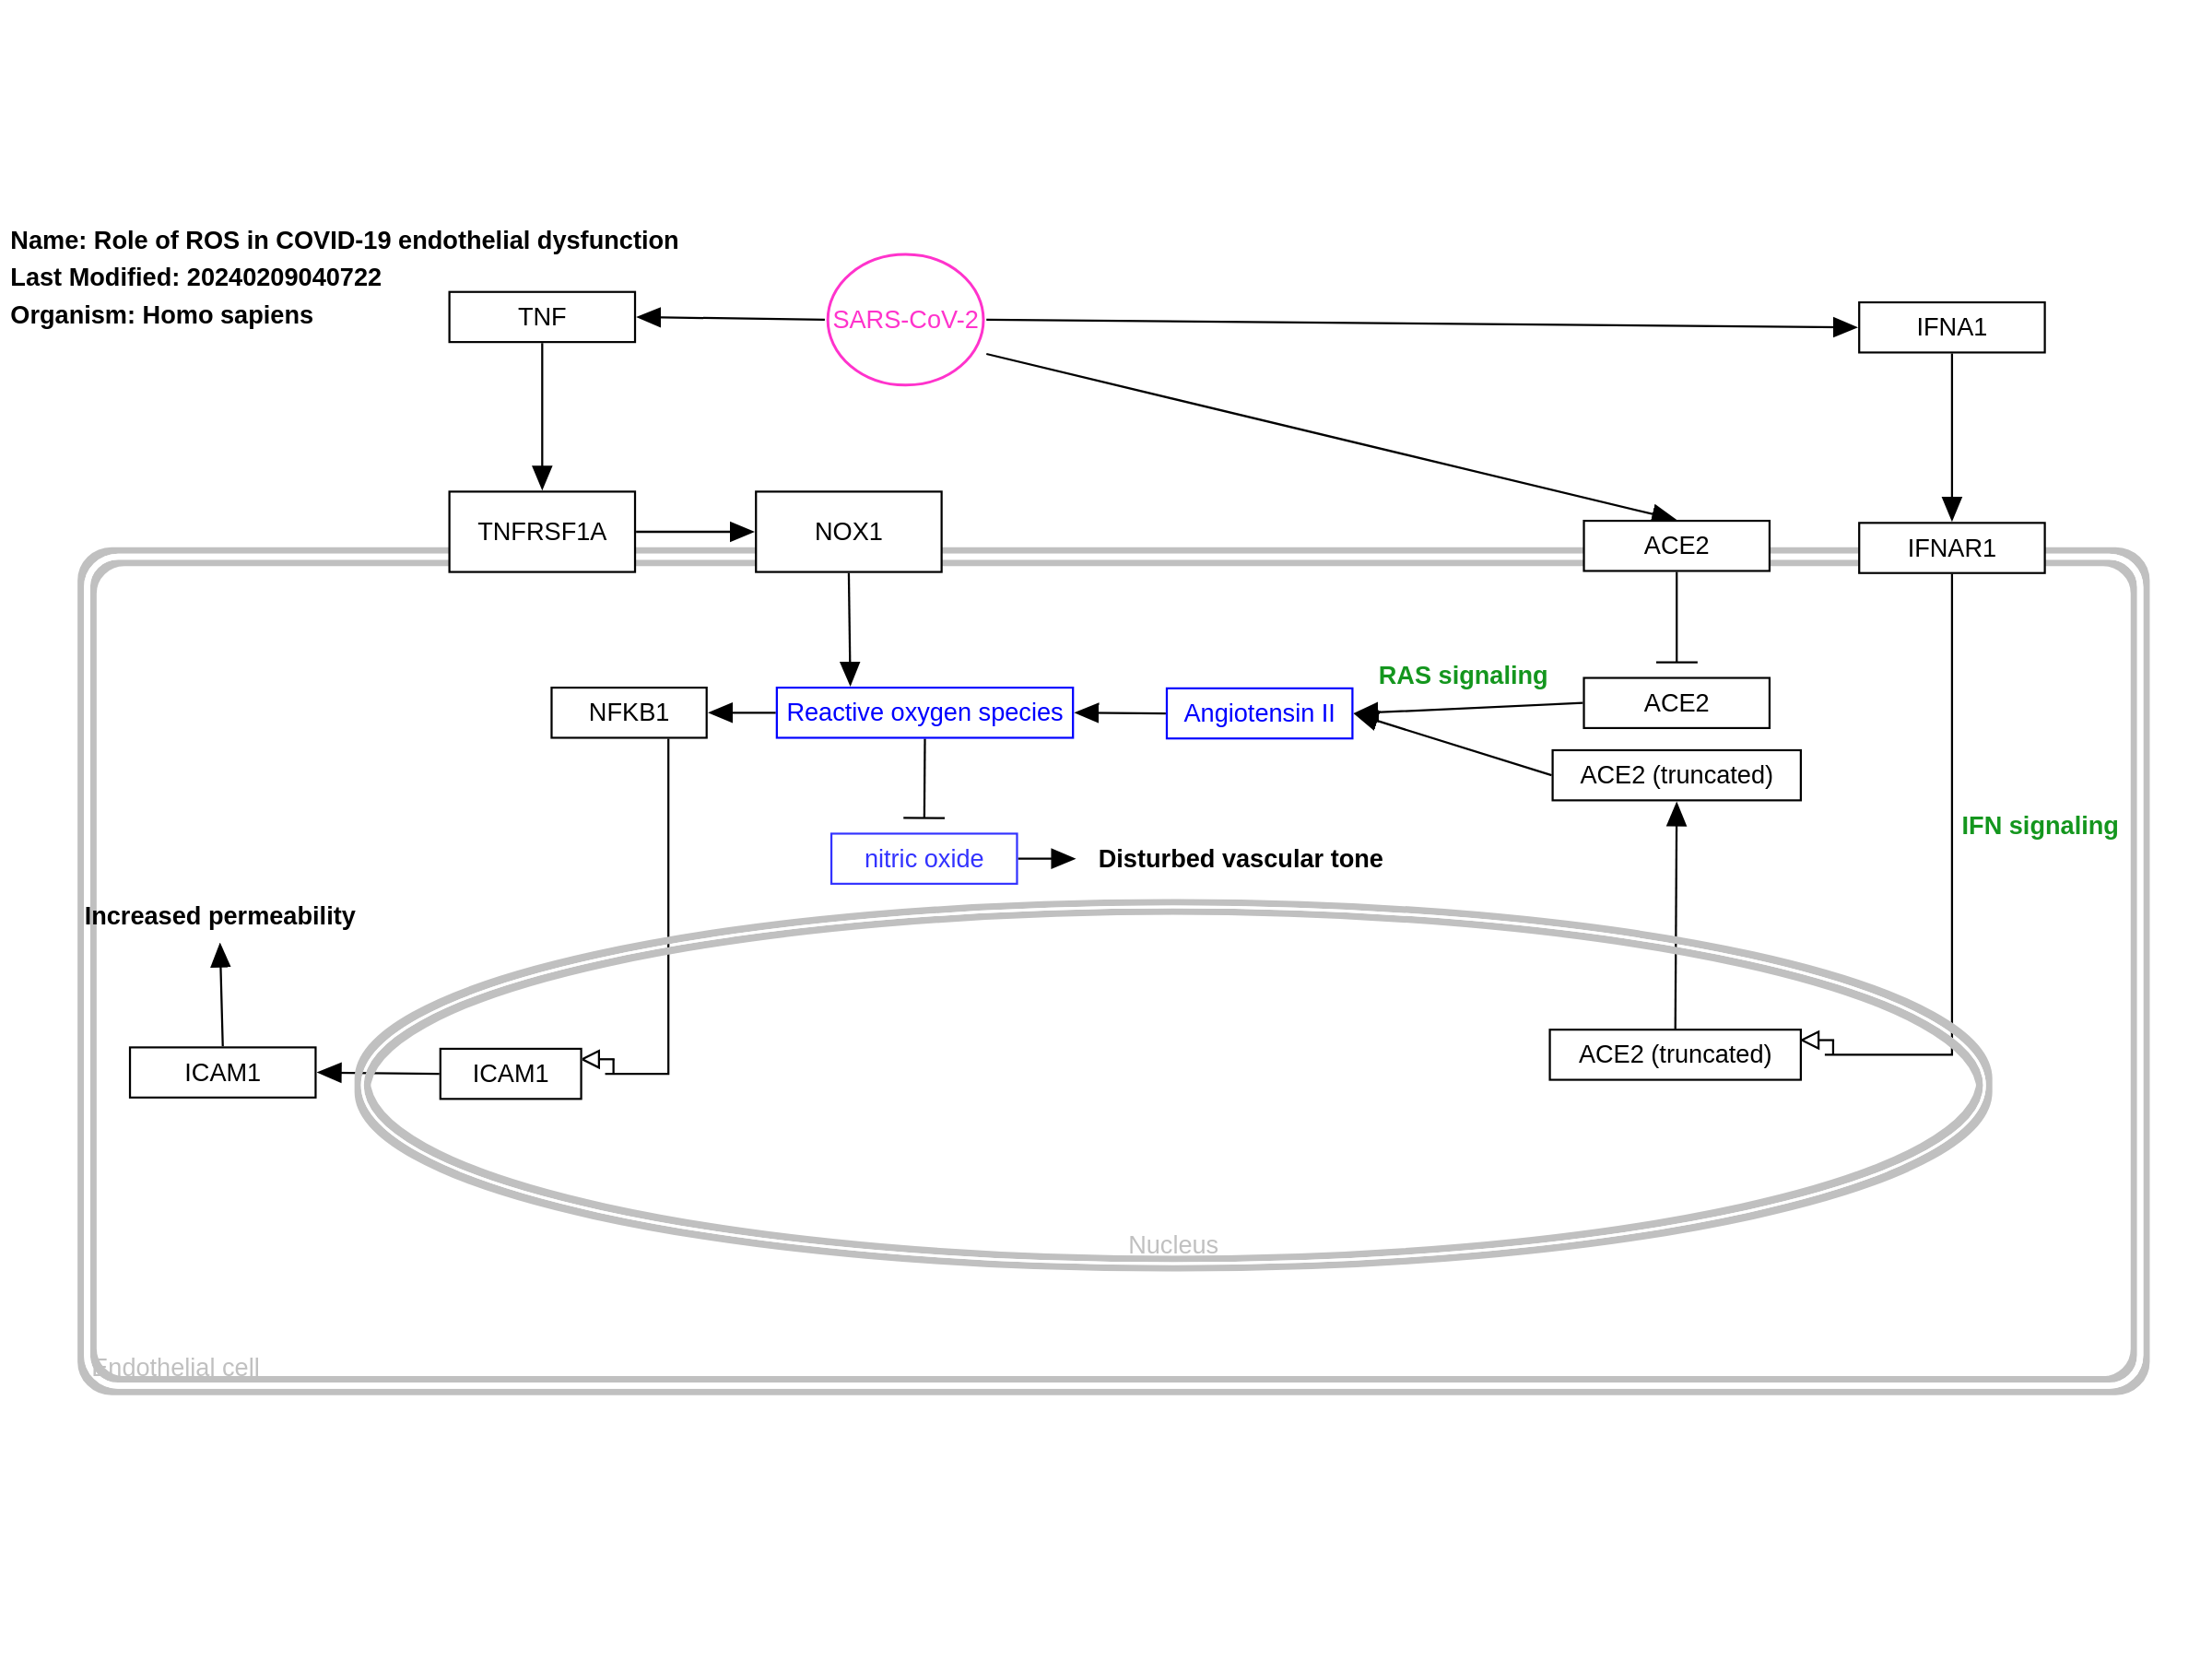 Name: Role of ROS in COVID-19 endothelial dysfunction
Last Modified: 20240209040722
Organism: Homo sapiens
TNF
SARS-CoV-2
IFNA1
TNFRSF1A
NOX1
ACE2
IFNAR1
RAS signaling
NFKB1
Reactive oxygen species
Angiotensin II
ACE2
ACE2 (truncated)
IFN signaling
nitric oxide
Disturbed vascular tone
Increased permeability
ICAM1
ICAM1
ACE2 (truncated)
Nucleus
Endothelial cell